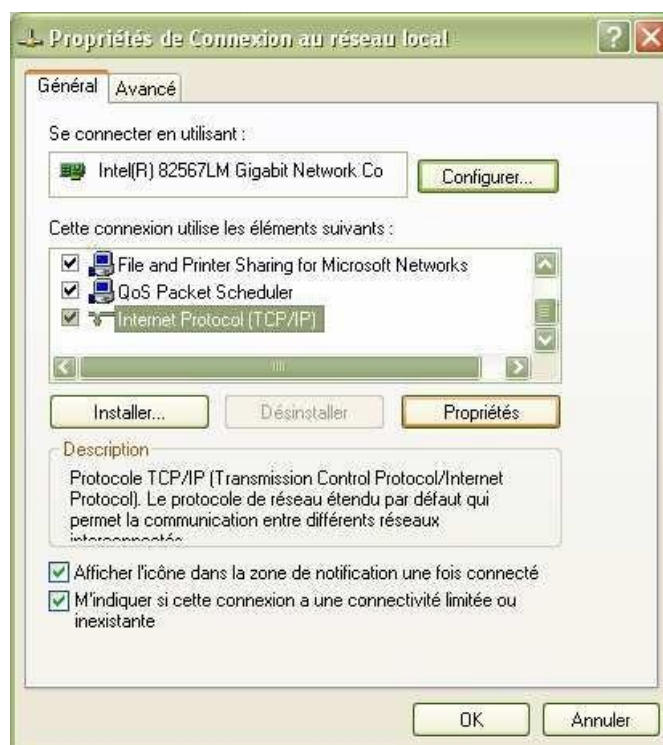 Propriétés de Connexion au réseau local
Général
Avancé
Se connecter en utilisant :
Intel(R) 82567LM Gigabit Network Co
Configurer...
Cette connexion utilise les éléments suivants :
File and Printer Sharing for Microsoft Networks
QoS Packet Scheduler
Internet Protocol (TCP/IP)
Installer...
Désinstaller
Propriétés
Description
Protocole TCP/IP (Transmission Control Protocol/Internet
Protocol). Le protocole de réseau étendu par défaut qui
permet la communication entre différents réseaux
interconnectés.
Afficher l'icône dans la zone de notification une fois connecté
M'indiquer si cette connexion a une connectivité limitée ou
inexistante
OK
Annuler